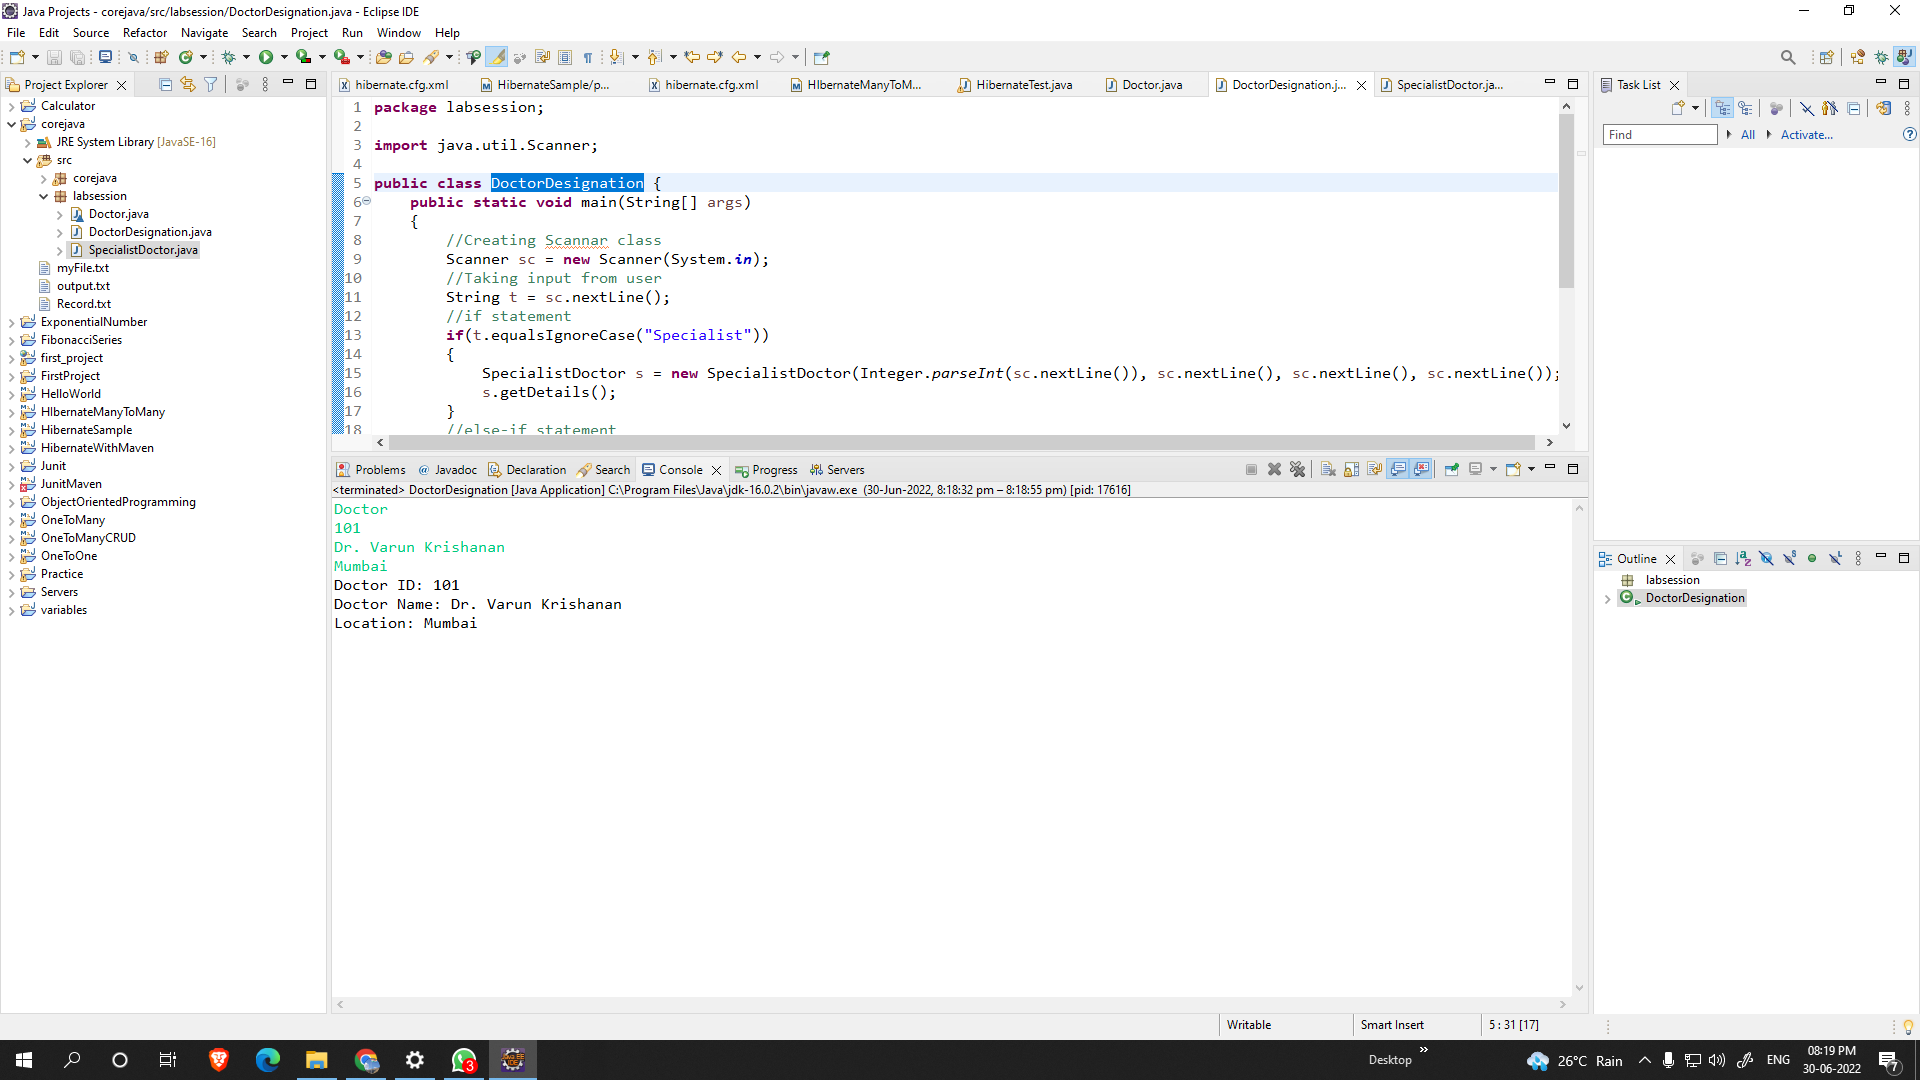 Java Projects - corejava/src/labsession/DoctorDesignation.java - Eclipse IDE
File Edit Source Refactor Navigate Search Project Run Window Help
Project Explorer
Calculator
corejava
JRE System Library [JavaSE-16]
src
corejava
labsession
Doctor.java
DoctorDesignation.java
SpecialistDoctor.java
myFile.txt
output.txt
Record.txt
ExponentialNumber
FibonacciSeries
first_project
FirstProject
HelloWorld
HIbernateManyToMany
HibernateSample
HibernateWithMaven
Junit
JunitMaven
ObjectOrientedProgramming
OneToMany
OneToManyCRUD
OneToOne
Practice
Servers
variables
hibernate.cfg.xml HibernateSample/p... hibernate.cfg.xml HIbernateManyToM... HibernateTest.java Doctor.java DoctorDesignation.j... SpecialistDoctor.ja...
1 package labsession;
2
3 import java.util.Scanner;
4
5 public class DoctorDesignation {
6 public static void main(String[] args)
7 {
8 //Creating Scannar class
9 Scanner sc = new Scanner(System.in);
10 //Taking input from user
11 String t = sc.nextLine();
12 //if statement
13 if(t.equalsIgnoreCase("Specialist"))
14 {
15 SpecialistDoctor s = new SpecialistDoctor(Integer.parseInt(sc.nextLine()), sc.nextLine(), sc.nextLine(), sc.nextLine());
16 s.getDetails();
17 }
18 //else-if statement
Problems Javadoc Declaration Search Console Progress Servers
<terminated> DoctorDesignation [Java Application] C:\Program Files\Java\jdk-16.0.2\bin\javaw.exe (30-Jun-2022, 8:18:32 pm – 8:18:55 pm) [pid: 17616]
Doctor
101
Dr. Varun Krishanan
Mumbai
Doctor ID: 101
Doctor Name: Dr. Varun Krishanan
Location: Mumbai
Task List
Find All Activate...
Outline
labsession
DoctorDesignation
Writable Smart Insert 5 : 31 [17]
3
Desktop
26°C Rain
ENG
08:19 PM
30-06-2022
7